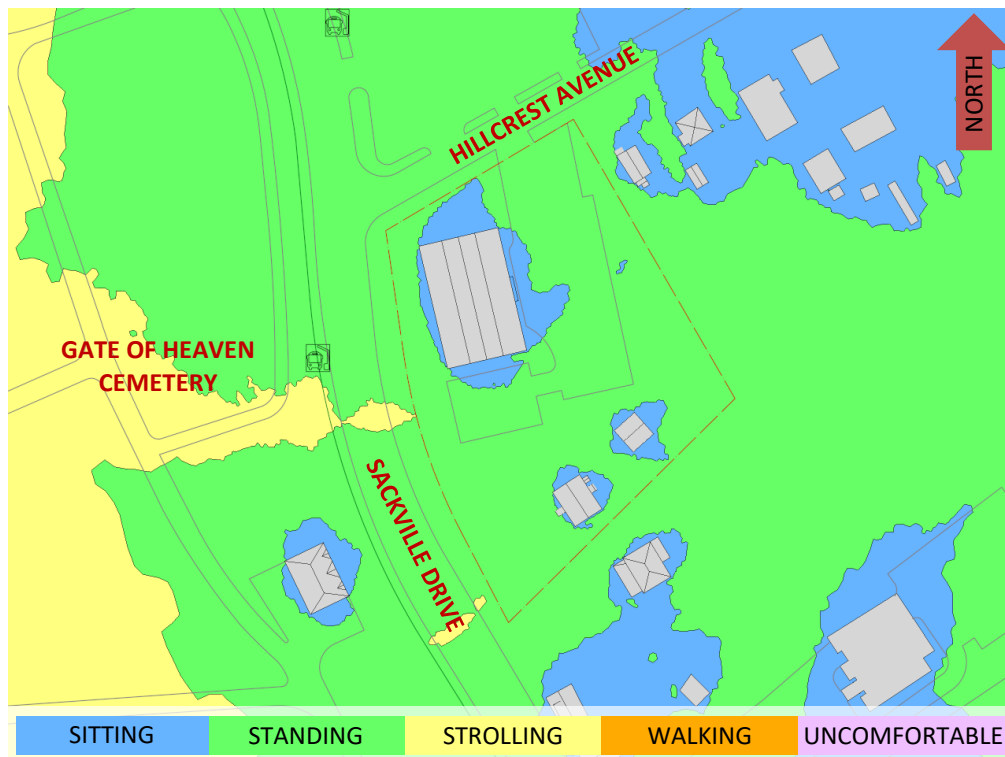 HILLCREST AVENUE
NORTH
GATE OF HEAVEN
CEMETERY
SACKVILLE DRIVE
SITTING
STANDING
STROLLING
WALKING
UNCOMFORTABLE